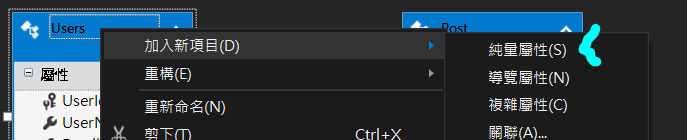 Users
Post
加入新項目(D)
純量屬性(S)
屬性
重構(E)
導覽屬性(N)
重新命名(N)
複雜屬性(C)
剪下(T) Ctrl+X
關聯(A)...